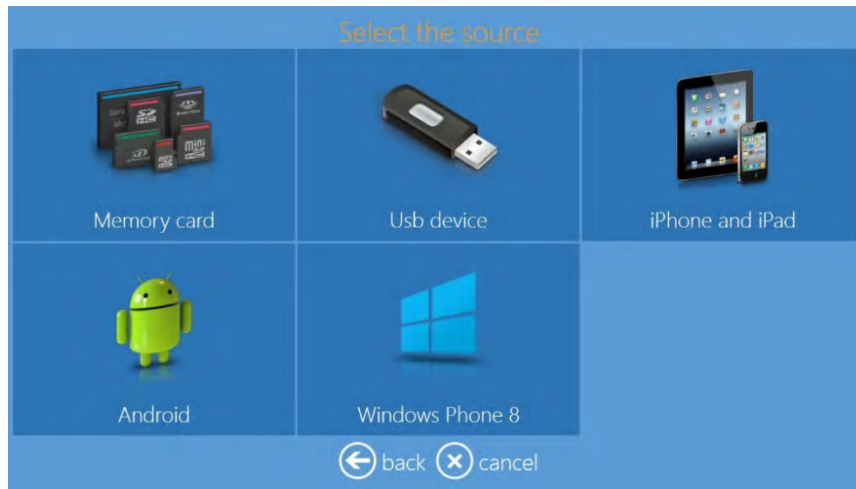 Select the source
Memory card
Usb device
iPhone and iPad
Android
Windows Phone 8
back
cancel